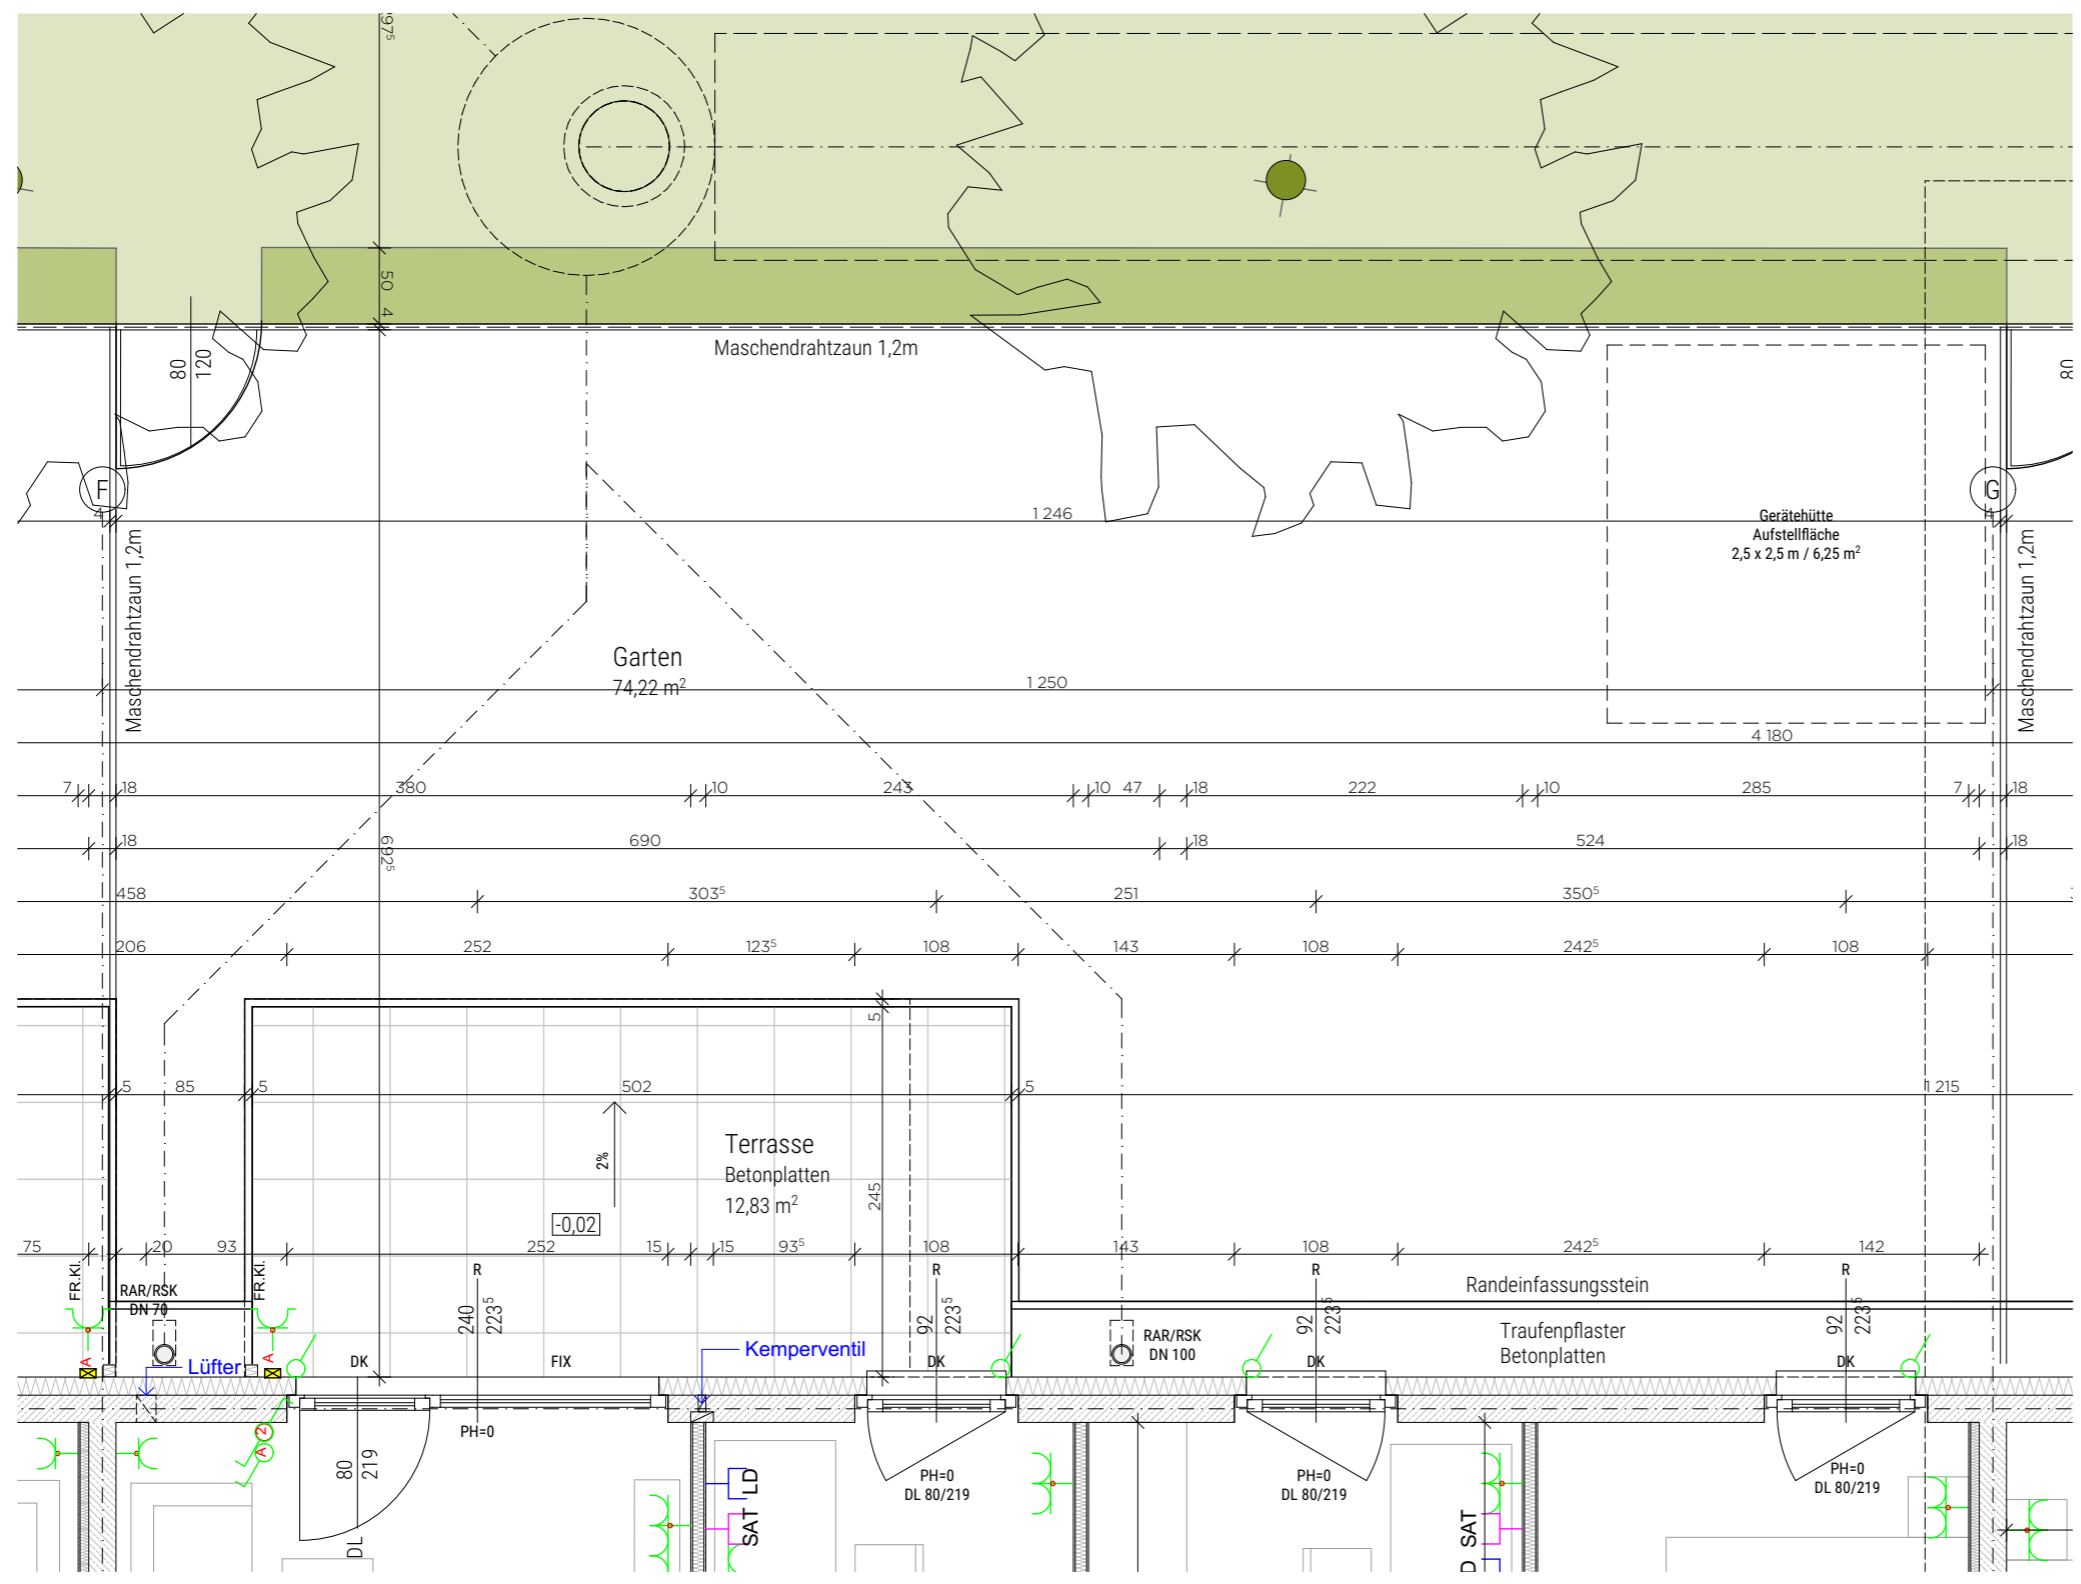 975
50
4
80
120
Maschendrahtzaun 1,2m
80
F
G
4
1 246
4
Gerätehütte
Aufstellfläche
2,5 x 2,5 m / 6,25 m²
Maschendrahtzaun 1,2m
Maschendrahtzaun 1,2m
Garten
74,22 m²
1 250
4 180
7 18 380 10 243 10 47 18 222 10 285 7 18
18 690 18 524 18
692⁵
458 303⁵ 251 350⁵
206 252 123⁵ 108 143 108 242⁵ 108
5
5 85 5 502 5 1 215
Terrasse
Betonplatten
12,83 m²
2%
245
-0,02
75 20 93 252 15 15 93⁵ 108 143 108 242⁵ 142
R R R R
FR.Kl.
FR.Kl.
RAR/RSK
DN 70
240
223⁵
92
223⁵
92
223⁵
92
223⁵
Randeinfassungsstein
Traufenpflaster
Betonplatten
RAR/RSK
DN 100
Kemperventil
Lüfter
A
A
DK FIX DK DK DK
PH=0
80
219
DL
A 2
PH=0
DL 80/219
PH=0
DL 80/219
PH=0
DL 80/219
SAT LD
D SAT